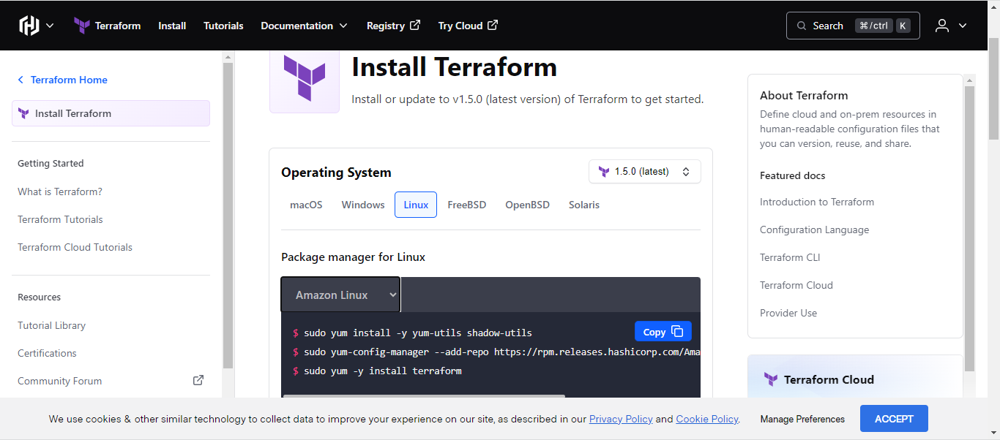 Terraform
Install
Tutorials
Documentation
Registry
Try Cloud
Search
⌘/ctrl
K
Terraform Home
Install Terraform
Getting Started
What is Terraform?
Terraform Tutorials
Terraform Cloud Tutorials
Resources
Tutorial Library
Certifications
Community Forum
Install Terraform
Install or update to v1.5.0 (latest version) of Terraform to get started.
Operating System
1.5.0 (latest)
macOS
Windows
Linux
FreeBSD
OpenBSD
Solaris
Package manager for Linux
Amazon Linux
Copy
$ sudo yum install -y yum-utils shadow-utils
$ sudo yum-config-manager --add-repo https://rpm.releases.hashicorp.com/Ama
$ sudo yum -y install terraform
About Terraform
Define cloud and on-prem resources in
human-readable configuration files that
you can version, reuse, and share.
Featured docs
Introduction to Terraform
Configuration Language
Terraform CLI
Terraform Cloud
Provider Use
Terraform Cloud
We use cookies & other similar technology to collect data to improve your experience on our site, as described in our Privacy Policy and Cookie Policy.
Manage Preferences
ACCEPT